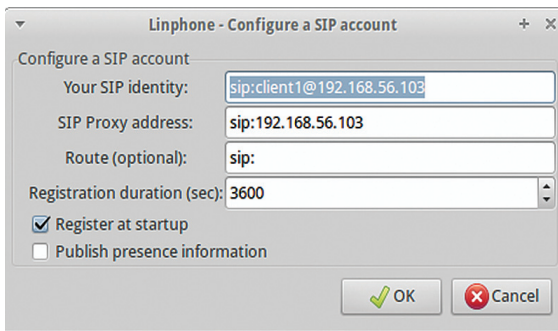 Linphone - Configure a SIP account
Configure a SIP account
Your SIP identity: sip:client1@192.168.56.103
SIP Proxy address: sip:192.168.56.103
Route (optional): sip:
Registration duration (sec): 3600
Register at startup
Publish presence information
OK Cancel